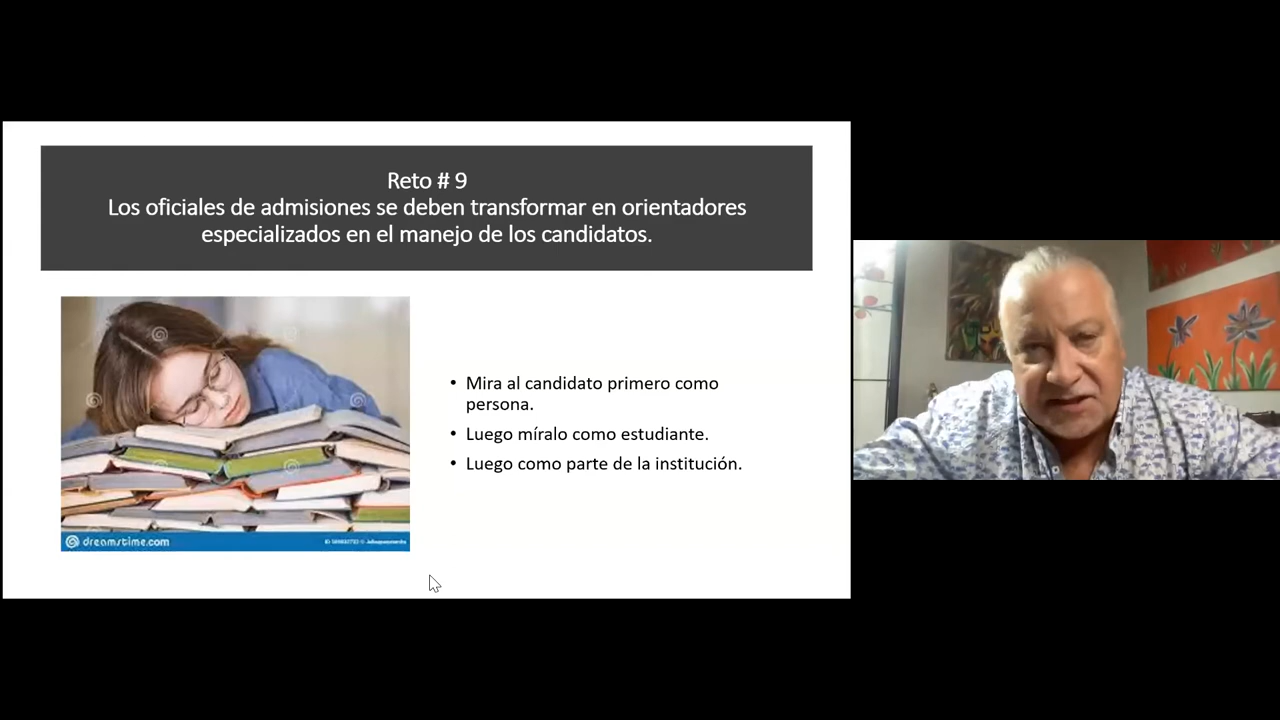 Reto # 9
Los oficiales de admisiones se deben transformar en orientadores
especializados en el manejo de los candidatos.
• Mira al candidato primero como
persona.
• Luego míralo como estudiante.
• Luego como parte de la institución.
dreamstime.com